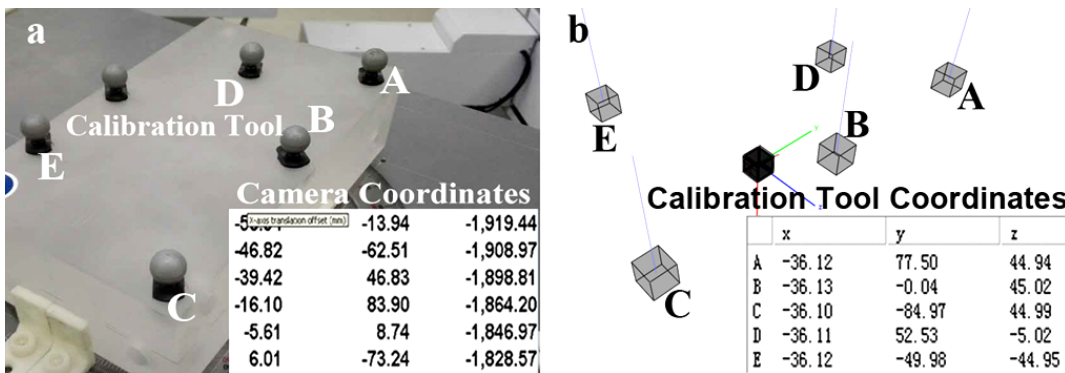 a
D
A
B
Calibration Tool
E
C
Camera Coordinates
X-axis translation offset (mm) -13.94 -1,919.44
-46.82 -62.51 -1,908.97
-39.42 46.83 -1,898.81
-16.10 83.90 -1,864.20
-5.61 8.74 -1,846.97
6.01 -73.24 -1,828.57
b
D
A
E
B
y
z
C
Calibration Tool Coordinates
x y z
A -36.12 77.50 44.94
B -36.13 -0.04 45.02
C -36.10 -84.97 44.99
D -36.11 52.53 -5.02
E -36.12 -49.98 -44.95